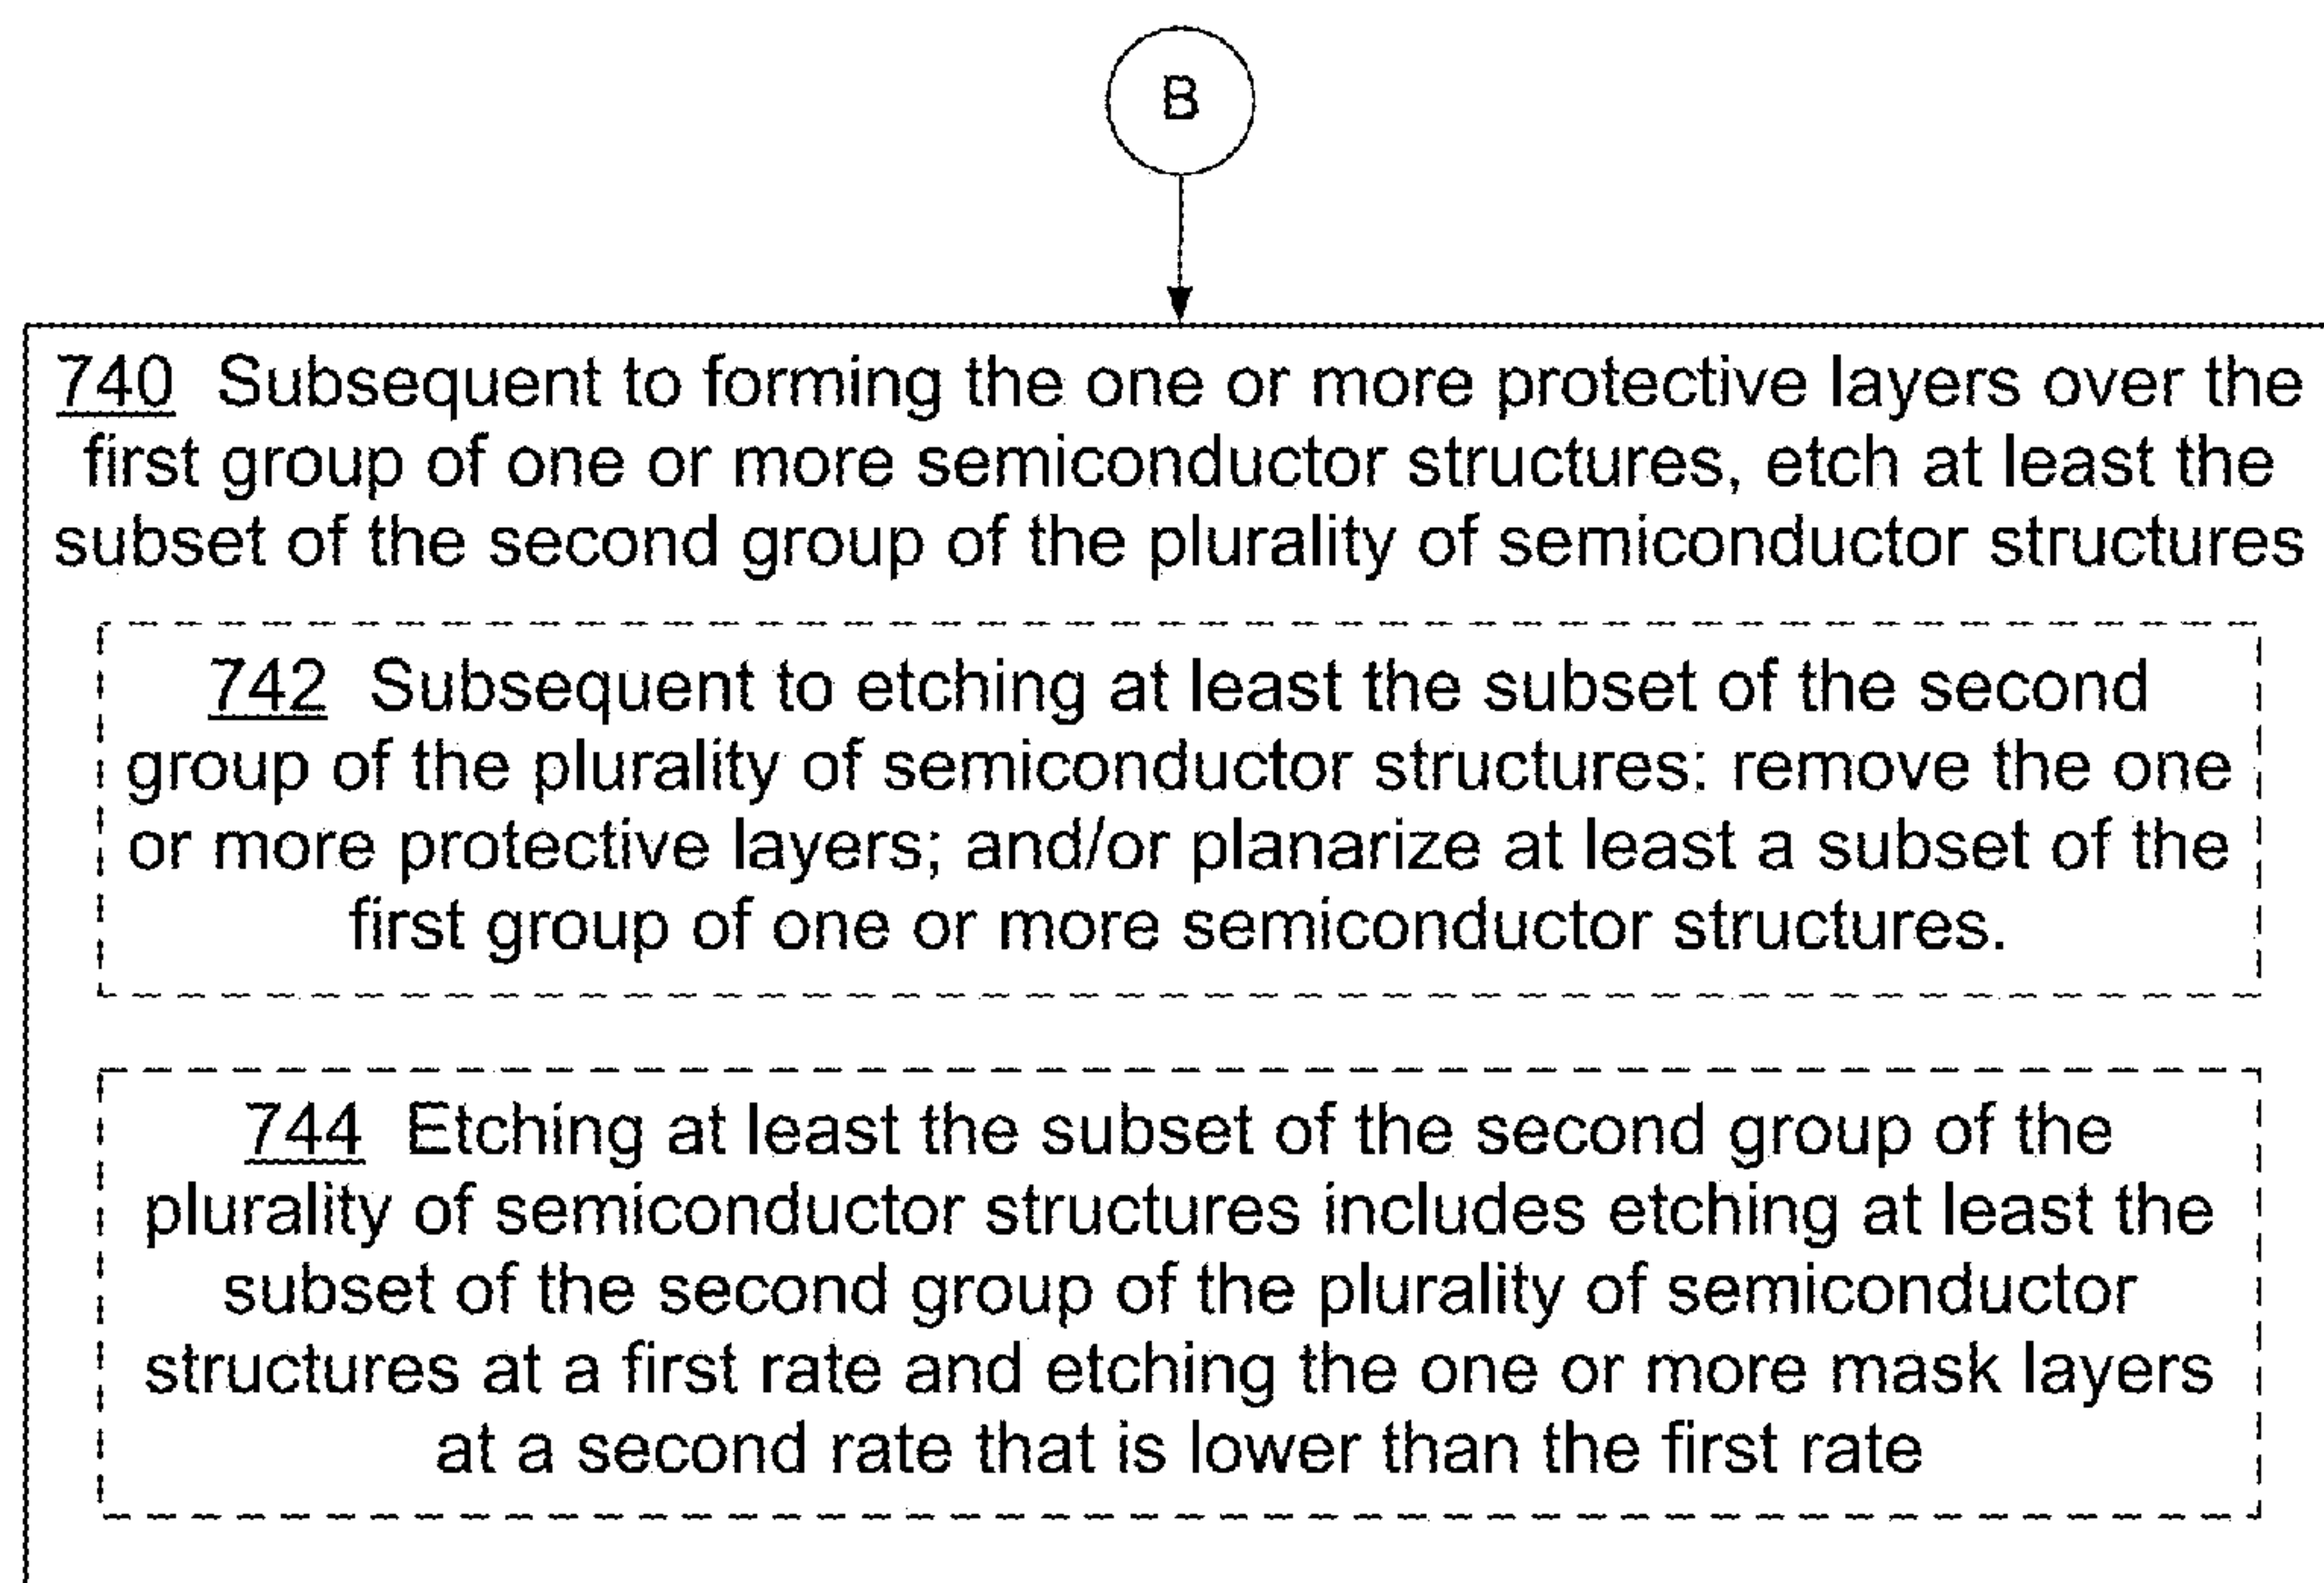 B
740 Subsequent to forming the one or more protective layers over the
first group of one or more semiconductor structures, etch at least the
subset of the second group of the plurality of semiconductor structures
742 Subsequent to etching at least the subset of the second
group of the plurality of semiconductor structures: remove the one
or more protective layers; and/or planarize at least a subset of the
first group of one or more semiconductor structures.
744 Etching at least the subset of the second group of the
plurality of semiconductor structures includes etching at least the
subset of the second group of the plurality of semiconductor
structures at a first rate and etching the one or more mask layers
at a second rate that is lower than the first rate